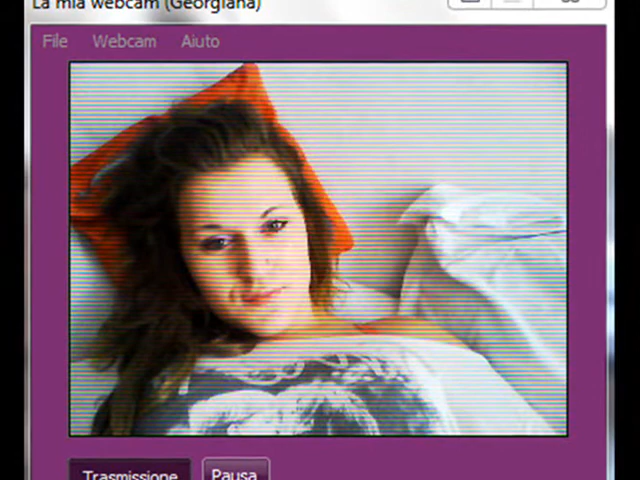 La mia webcam (Georgiana)
File Webcam Aiuto
Trasmissione Pausa